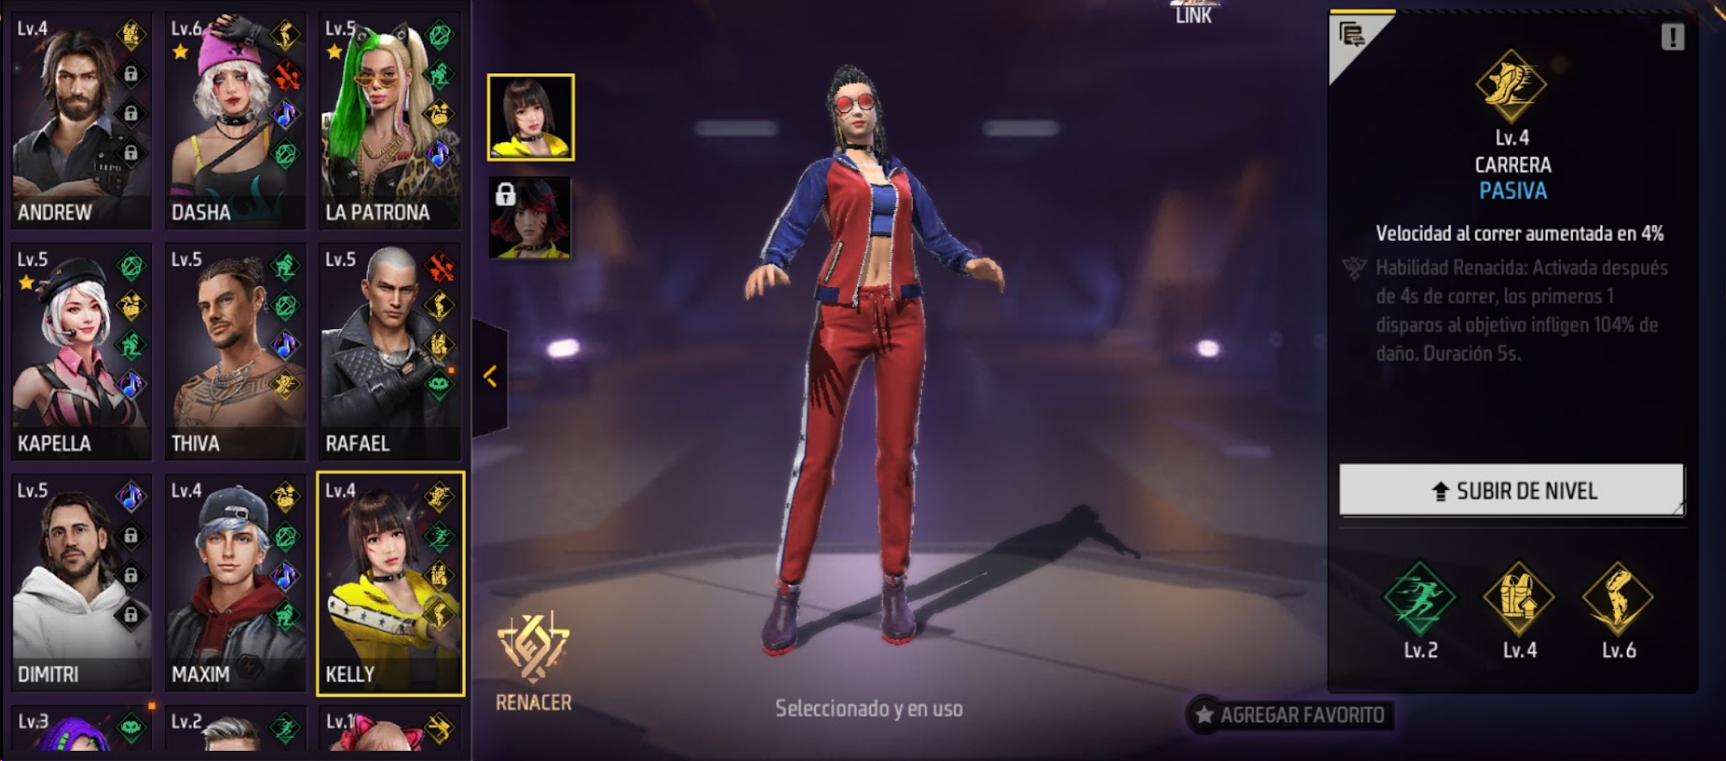 LINK
Lv.4
ANDREW
Lv.5
DASHA
Lv.5
LA PATRONA
Lv.5
KAPELLA
Lv.5
THIVA
Lv.5
RAFAEL
Lv.5
DIMITRI
Lv.4
MAXIM
Lv.4
KELLY
Lv.3
Lv.2
Lv.1
RENACER
Seleccionado y en uso
AGREGAR FAVORITO
Lv.4
CARRERA
PASIVA
Velocidad al correr aumentada en 4%
Habilidad Renacida: Activada después
de 4s de correr, los primeros 1
disparos al objetivo infligen 104% de
daño. Duración 5s.
SUBIR DE NIVEL
Lv.2
Lv.4
Lv.6